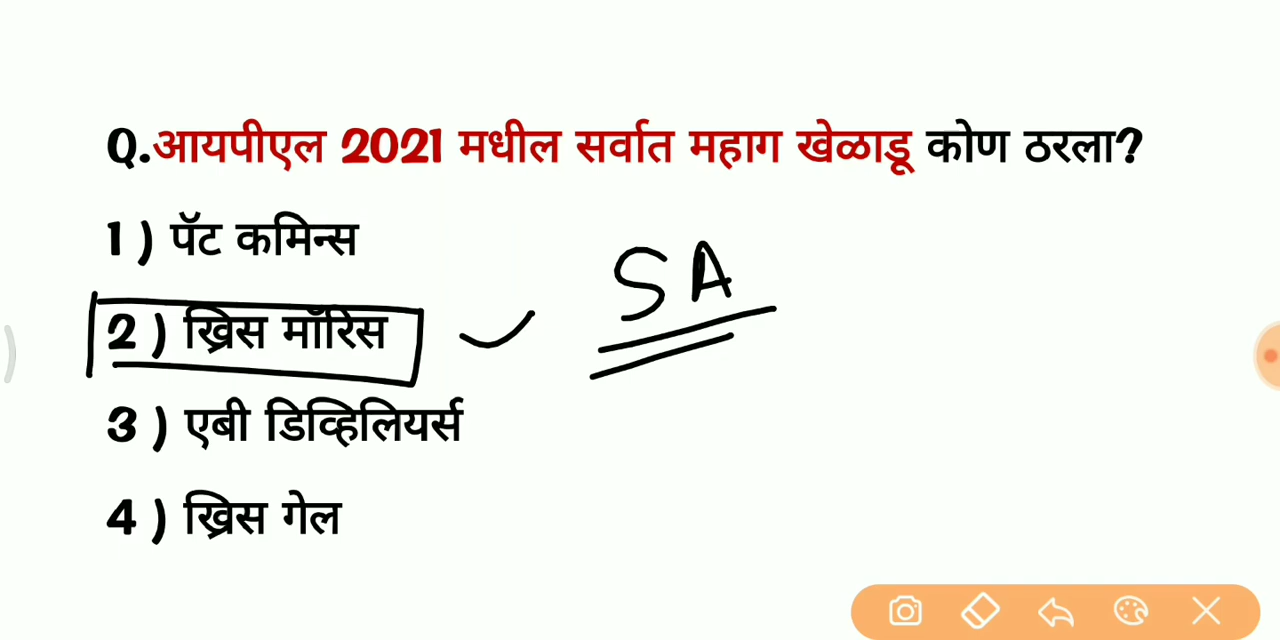 Q.आयपीएल 2021 मधील सर्वात महाग खेळाडू कोण ठरला?
1 ) पॅट कमिन्स
SA
2 ) ख्रिस मॉरिस
3 ) एबी डिव्हिलियर्स
4 ) ख्रिस गेल